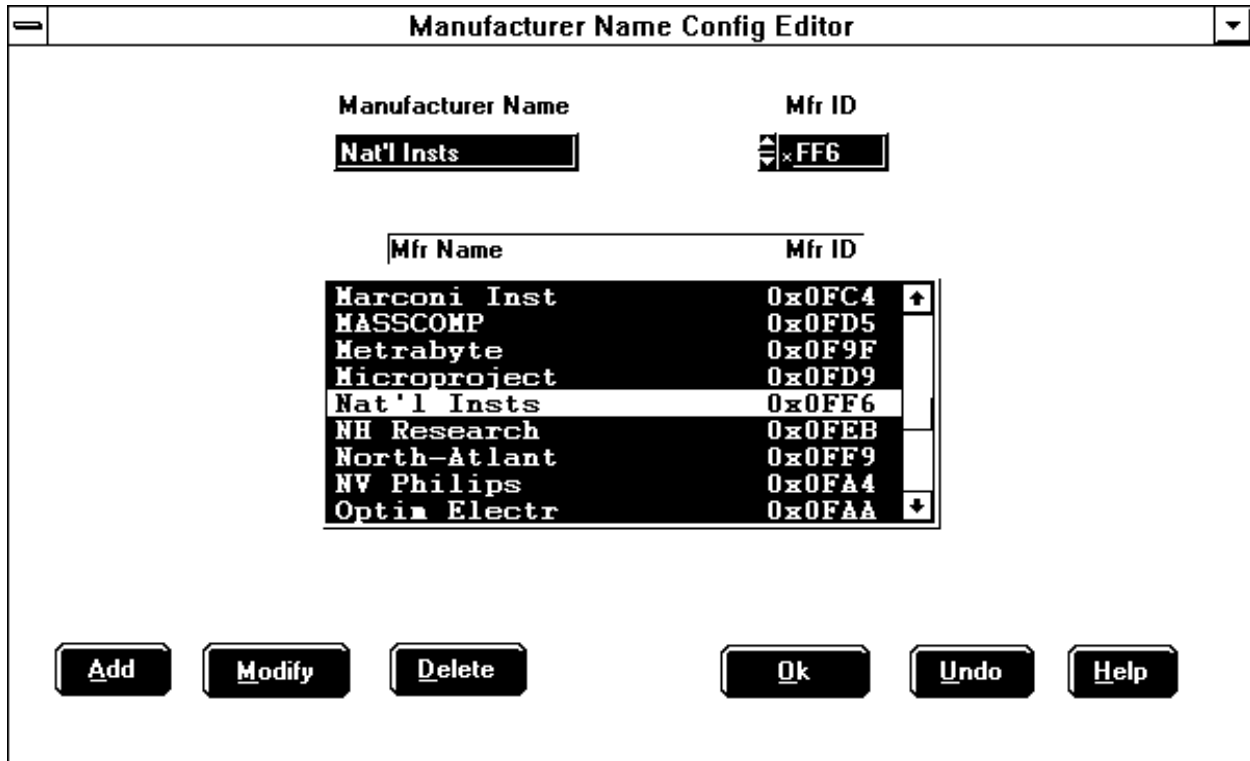 Manufacturer Name Config Editor
Manufacturer Name Mfr ID
Nat'l Insts ×FF6
Mfr Name Mfr ID
Marconi Inst 0x0FC4
MASSCOMP 0x0FD5
Metrabyte 0x0F9F
Microproject 0x0FD9
Nat'l Insts 0x0FF6
NH Research 0x0FEB
North-Atlant 0x0FF9
NV Philips 0x0FA4
Optim Electr 0x0FAA
Add Modify Delete Ok Undo Help